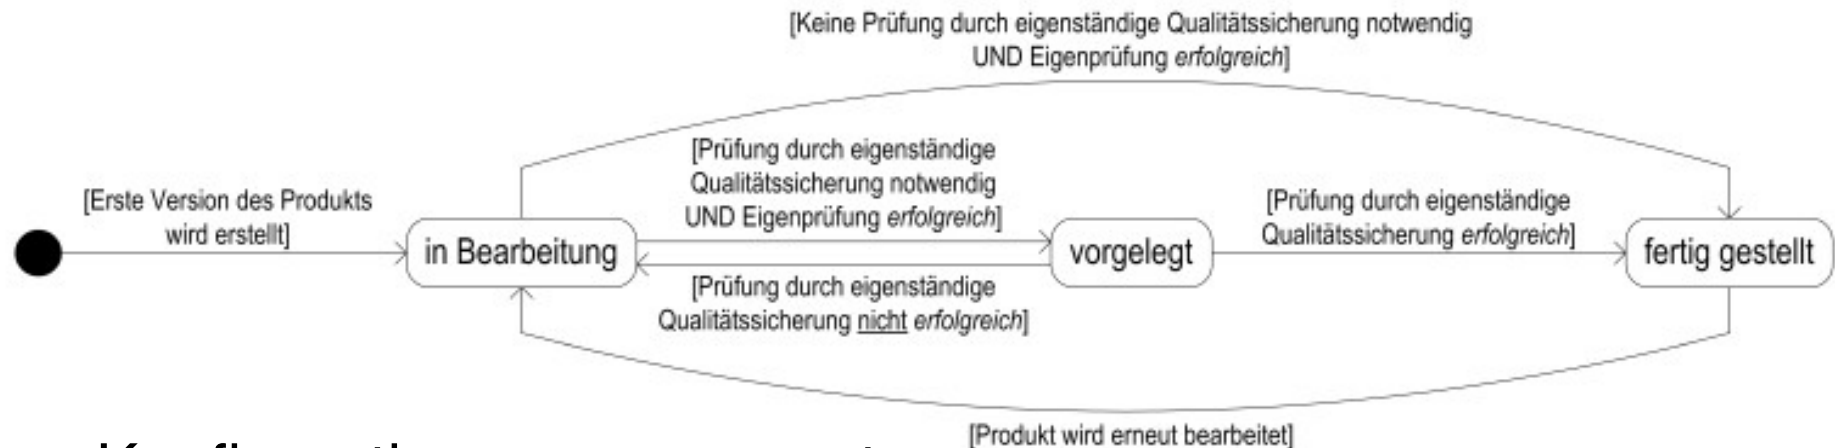 [Keine Prüfung durch eigenständige Qualitätssicherung notwendig
UND Eigenprüfung erfolgreich]
[Prüfung durch eigenständige
Qualitätssicherung notwendig
UND Eigenprüfung erfolgreich]
[Erste Version des Produkts
wird erstellt]
[Prüfung durch eigenständige
Qualitätssicherung erfolgreich]
in Bearbeitung
vorgelegt
fertig gestellt
[Prüfung durch eigenständige
Qualitätssicherung nicht erfolgreich]
[Produkt wird erneut bearbeitet]